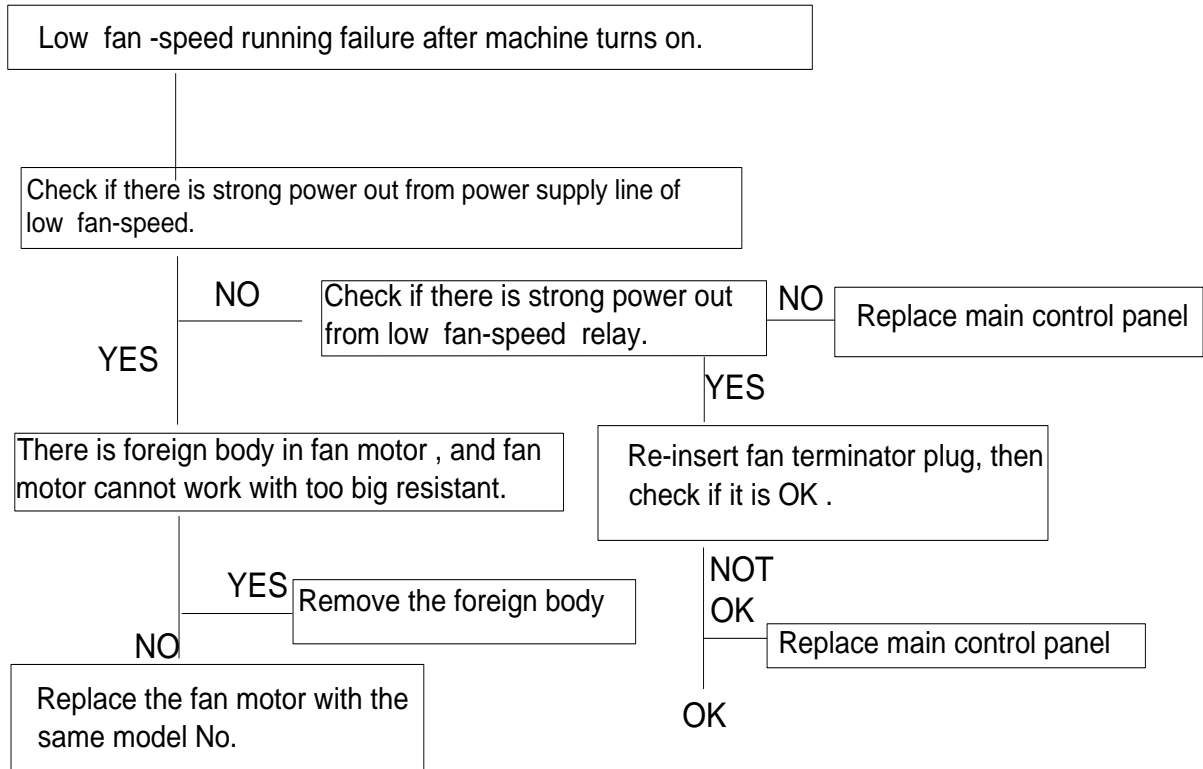 Low fan -speed running failure after machine turns on.
Check if there is strong power out from power supply line of
low fan-speed.
NO
Check if there is strong power out
from low fan-speed relay.
NO
Replace main control panel
YES
YES
There is foreign body in fan motor , and fan
motor cannot work with too big resistant.
Re-insert fan terminator plug, then
check if it is OK .
YES
Remove the foreign body
NOT
OK
Replace main control panel
NO
Replace the fan motor with the
same model No.
OK